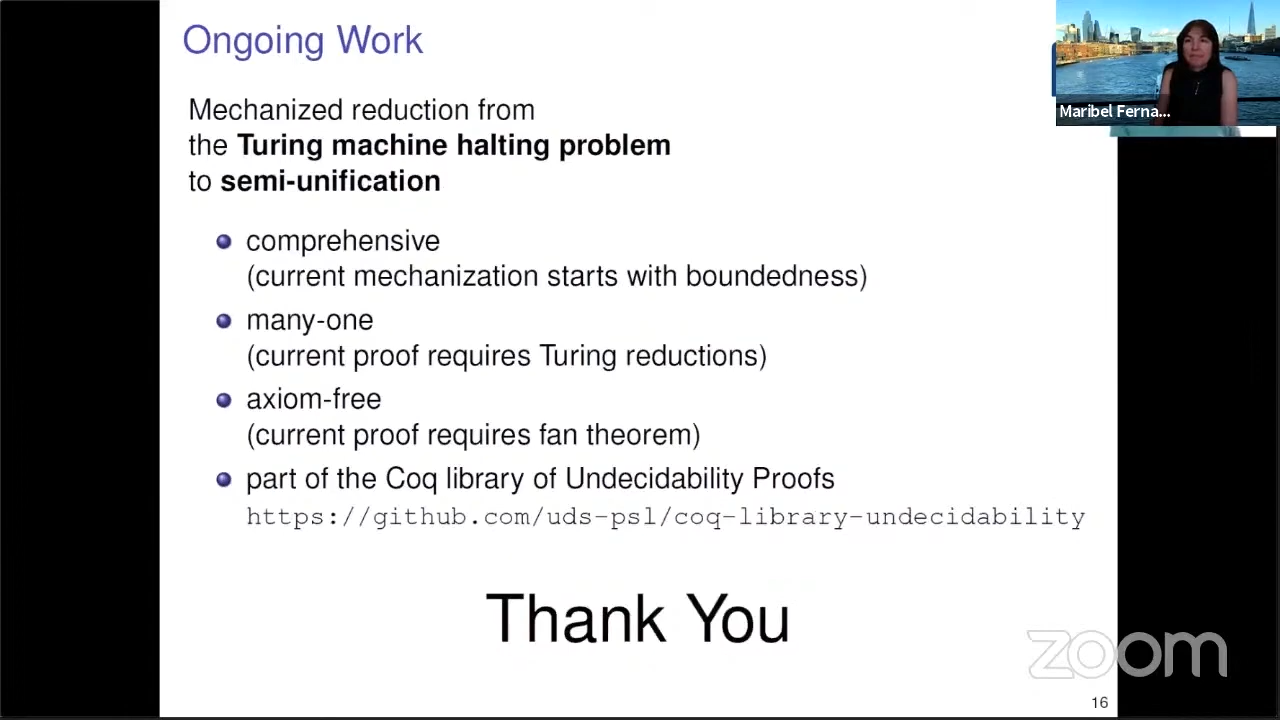 Ongoing Work
Maribel Ferna...
Mechanized reduction from
the Turing machine halting problem
to semi-unification
comprehensive
(current mechanization starts with boundedness)
many-one
(current proof requires Turing reductions)
axiom-free
(current proof requires fan theorem)
part of the Coq library of Undecidability Proofs
https://github.com/uds-psl/coq-library-undecidability
Thank You
zoom
16